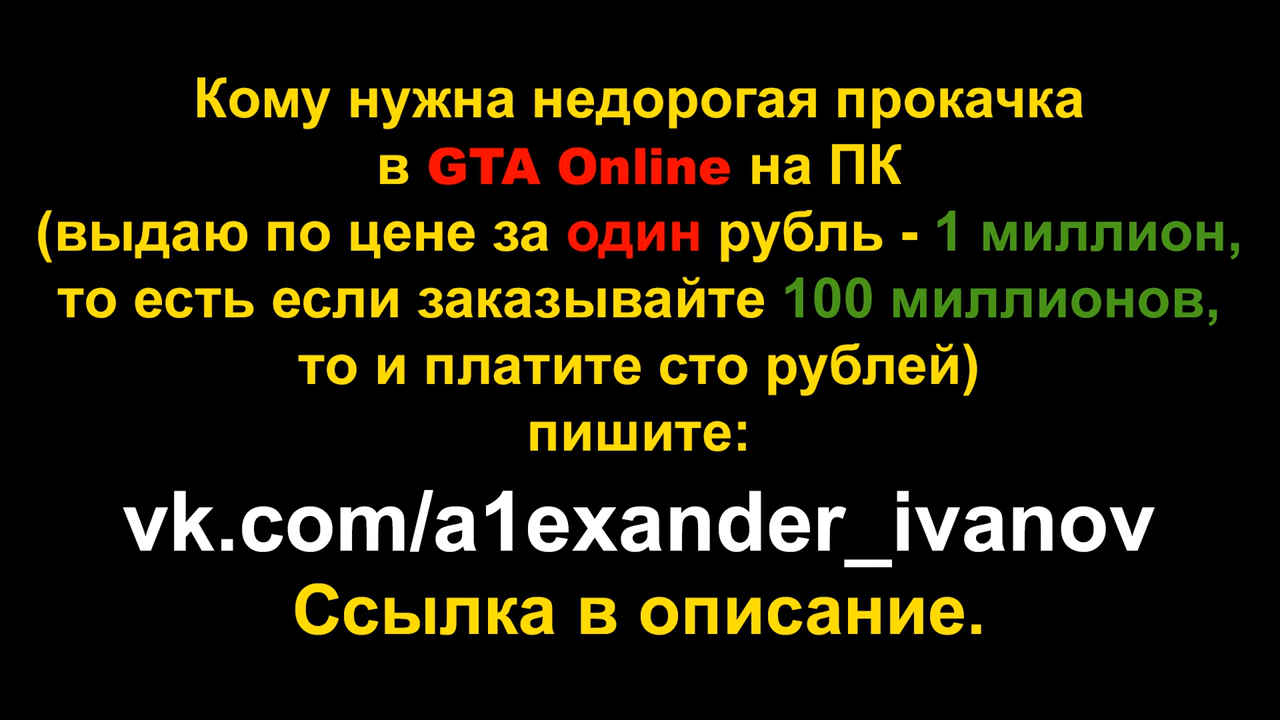 Кому нужна недорогая прокачка
в GTA Online на ПК
(выдаю по цене за один рубль - 1 миллион,
то есть если заказывайте 100 миллионов,
то и платите сто рублей)
пишите:
vk.com/a1exander_ivanov
Ссылка в описание.